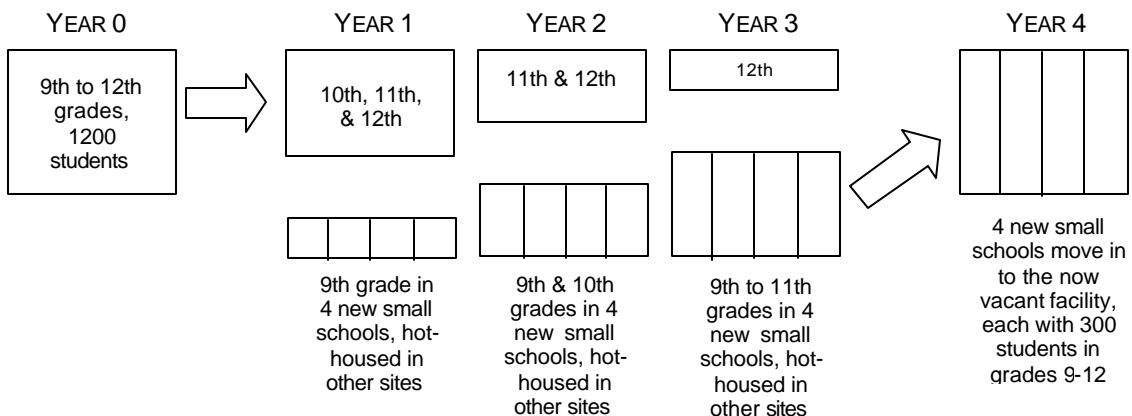 YEAR 0
9th to 12th
grades,
1200
students
YEAR 1
10th, 11th,
& 12th
9th grade in
4 new small
schools, hot-
housed in
other sites
YEAR 2
11th & 12th
9th & 10th
grades in 4
new small
schools, hot-
housed in
other sites
YEAR 3
12th
9th to 11th
grades in 4
new small
schools, hot-
housed in
other sites
YEAR 4
4 new small
schools move in
to the now
vacant facility,
each with 300
students in
grades 9-12